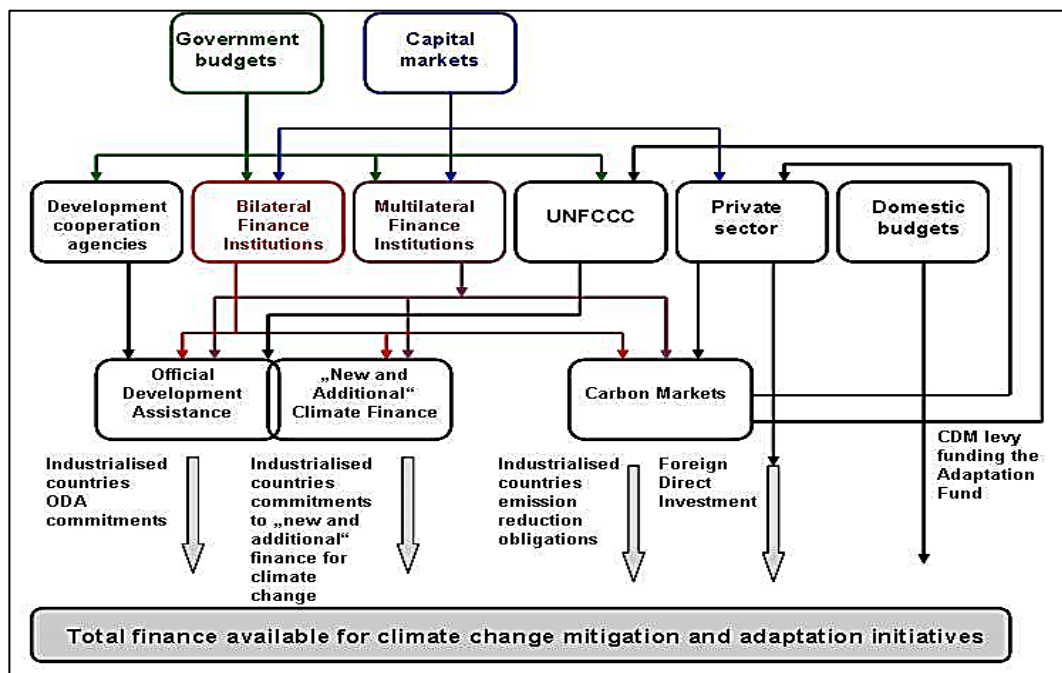 Government
budgets
Capital
markets
Development
cooperation
agencies
Bilateral
Finance
Institutions
Multilateral
Finance
Institutions
UNFCCC
Private
sector
Domestic
budgets
Official
Development
Assistance
„New and
Additional“
Climate Finance
Carbon Markets
Industrialised
countries
ODA
commitments
Industrialised
countries
commitments
to „new and
additional“
finance for
climate
change
Industrialised
countries
emission
reduction
obligations
Foreign
Direct
Investment
CDM levy
funding the
Adaptation
Fund
Total finance available for climate change mitigation and adaptation initiatives